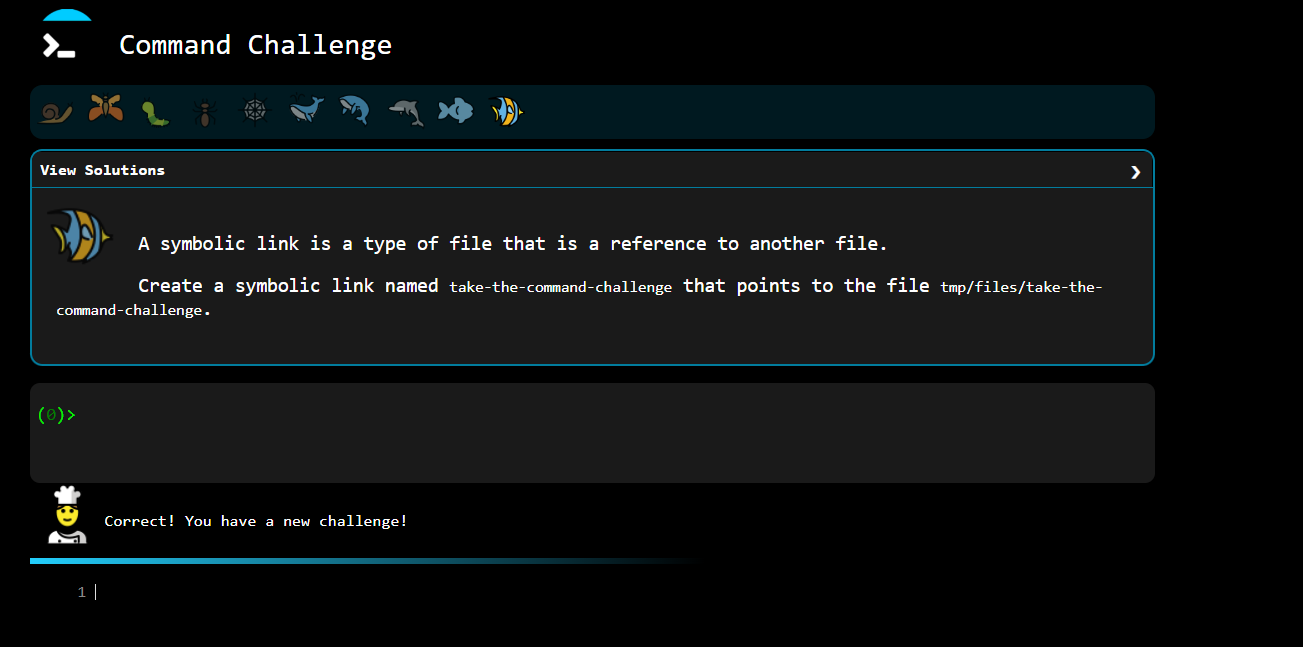 Command Challenge
View Solutions
A symbolic link is a type of file that is a reference to another file.
Create a symbolic link named take-the-command-challenge that points to the file tmp/files/take-the-
command-challenge.
(0)>
Correct! You have a new challenge!
1